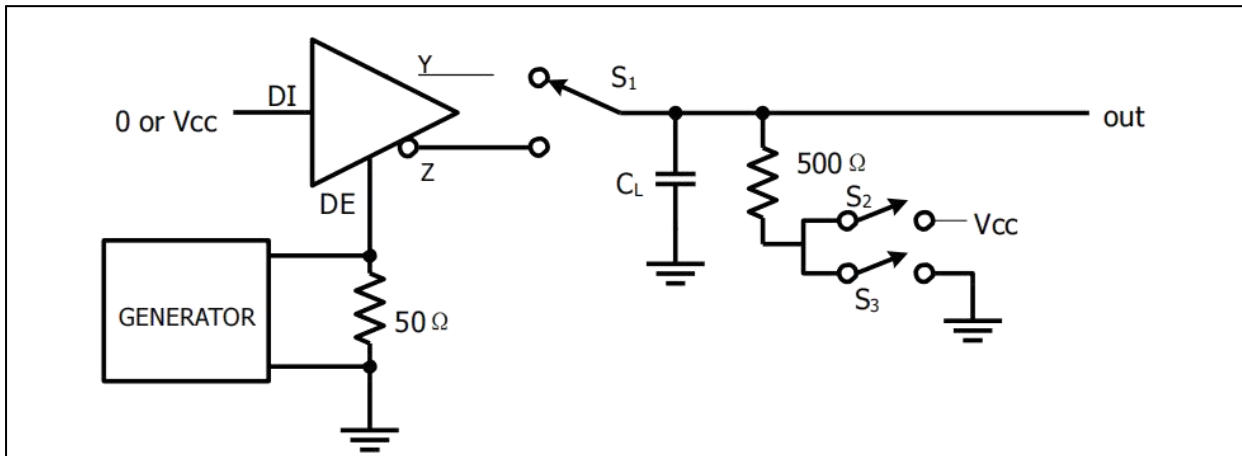 Y
S1
DI
0 or Vcc
out
Z
500 Ω
CL
S2
DE
Vcc
S3
GENERATOR
50 Ω